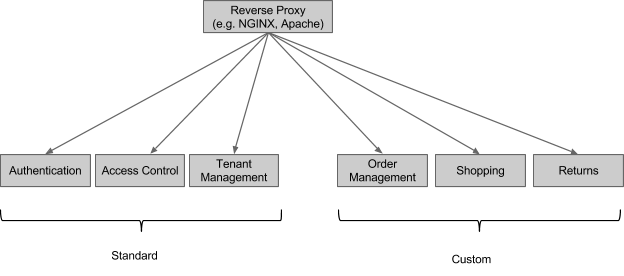 Reverse Proxy
(e.g. NGINX, Apache)
Authentication
Access Control
Tenant
Management
Order
Management
Shopping
Returns
Standard
Custom